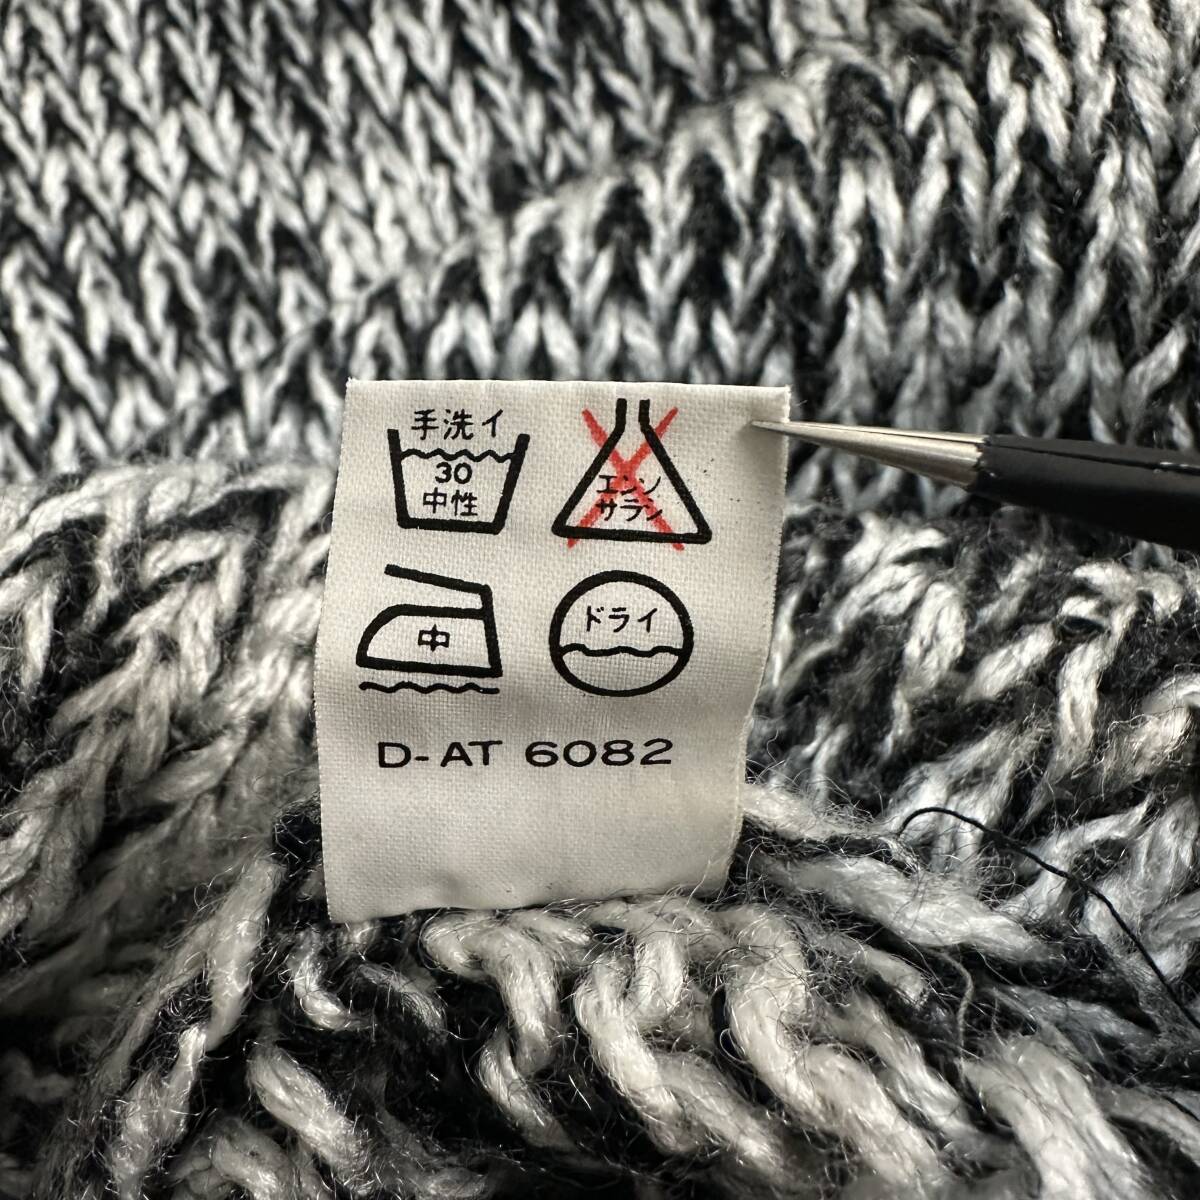 手洗イ
30
中性
エンソ
サラシ
中
ドライ
D-AT 6082